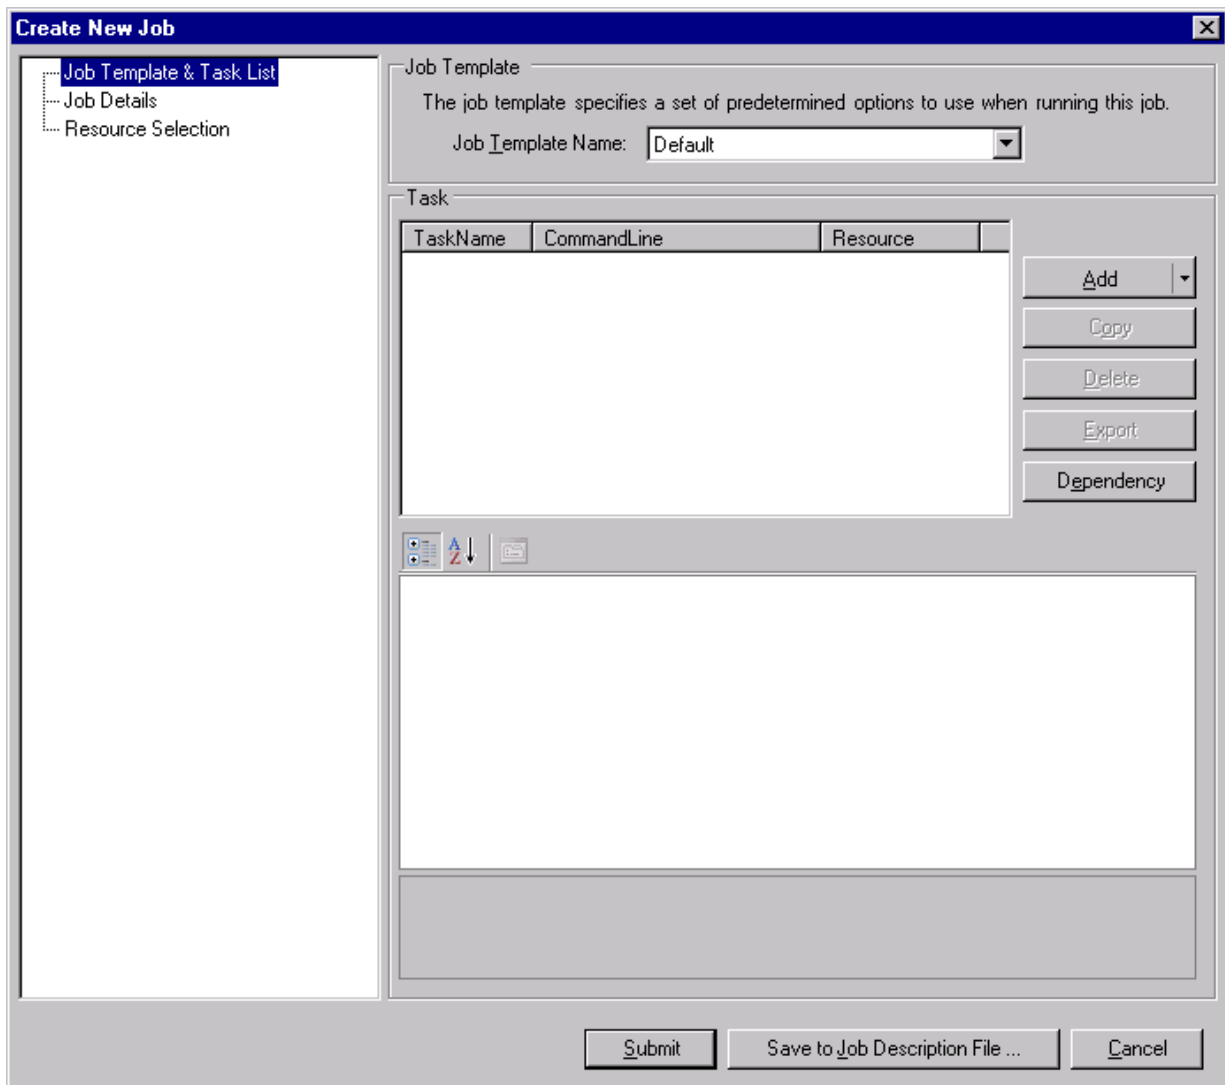 Create New Job
Job Template & Task List
Job Details
Resource Selection
Job Template
The job template specifies a set of predetermined options to use when running this job.
Job Template Name: Default
Task
TaskName CommandLine Resource
Add
Copy
Delete
Export
Dependency
A
Z
Submit Save to Job Description File ... Cancel